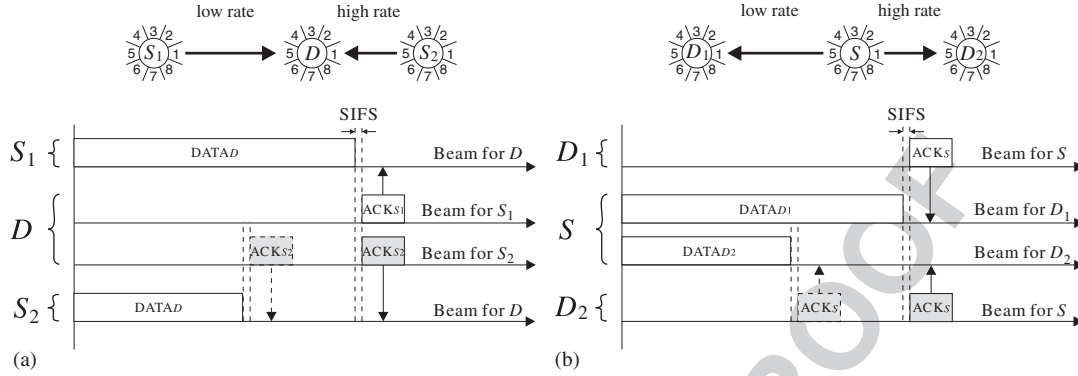 low rate high rate low rate high rate
4 3 2 4 3 2 4 3 2 4 3 2 4 3 2 4 3 2
5 S1 1 5 D 1 5 S2 1 5 D1 1 5 S 1 5 D2 1
6 7 8 6 7 8 6 7 8 6 7 8 6 7 8 6 7 8
SIFS SIFS
S1 { DATAD Beam for D D1 { ACKS Beam for S
ACKS1 Beam for S1 DATAD1 Beam for D1
D { S {
ACKS2 ACKS2 Beam for S2 DATAD2 Beam for D2
S2 { DATAD Beam for D D2 { ACKS ACKS Beam for S
(a) (b)
PROOF